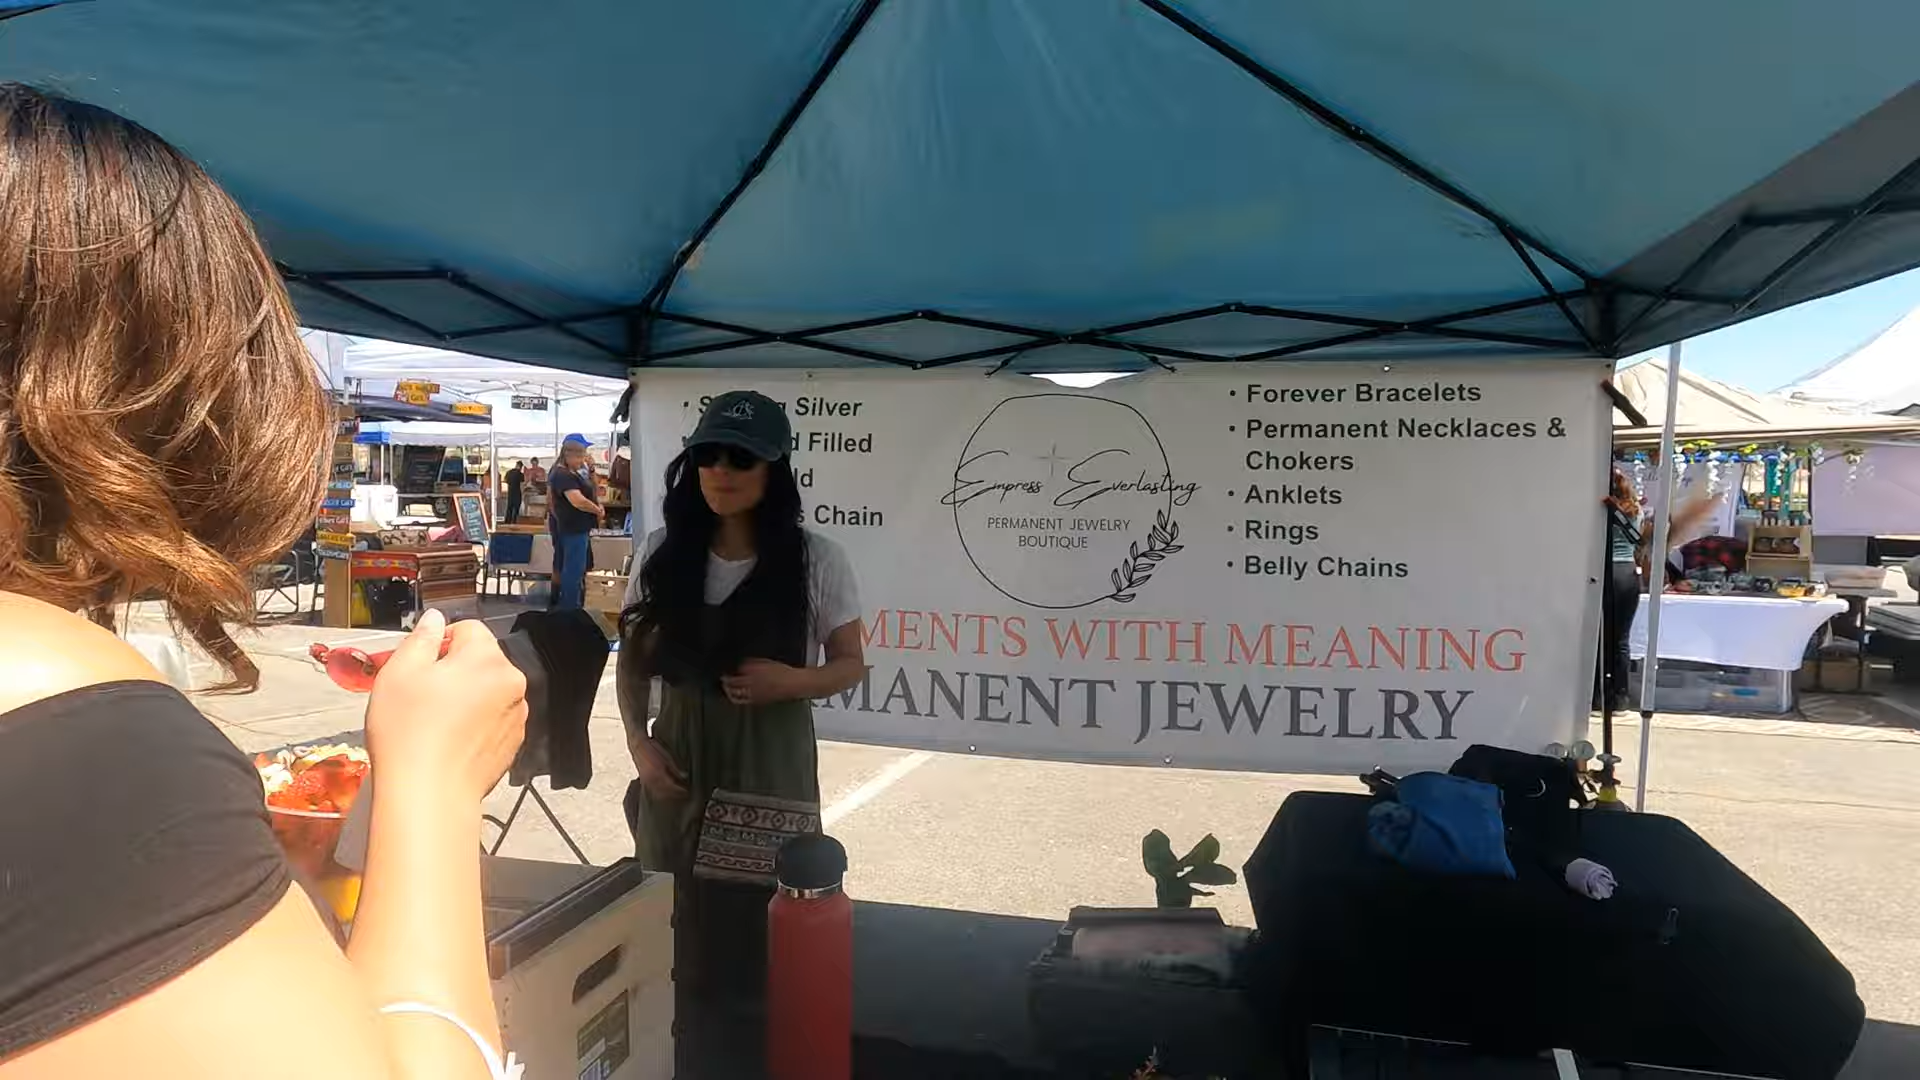 Silver
Filled
Chain
Empress Everlasting
PERMANENT JEWELRY
BOUTIQUE
• Forever Bracelets
• Permanent Necklaces &
Chokers
• Anklets
• Rings
• Belly Chains
MENTS WITH MEANING
MANENT JEWELRY